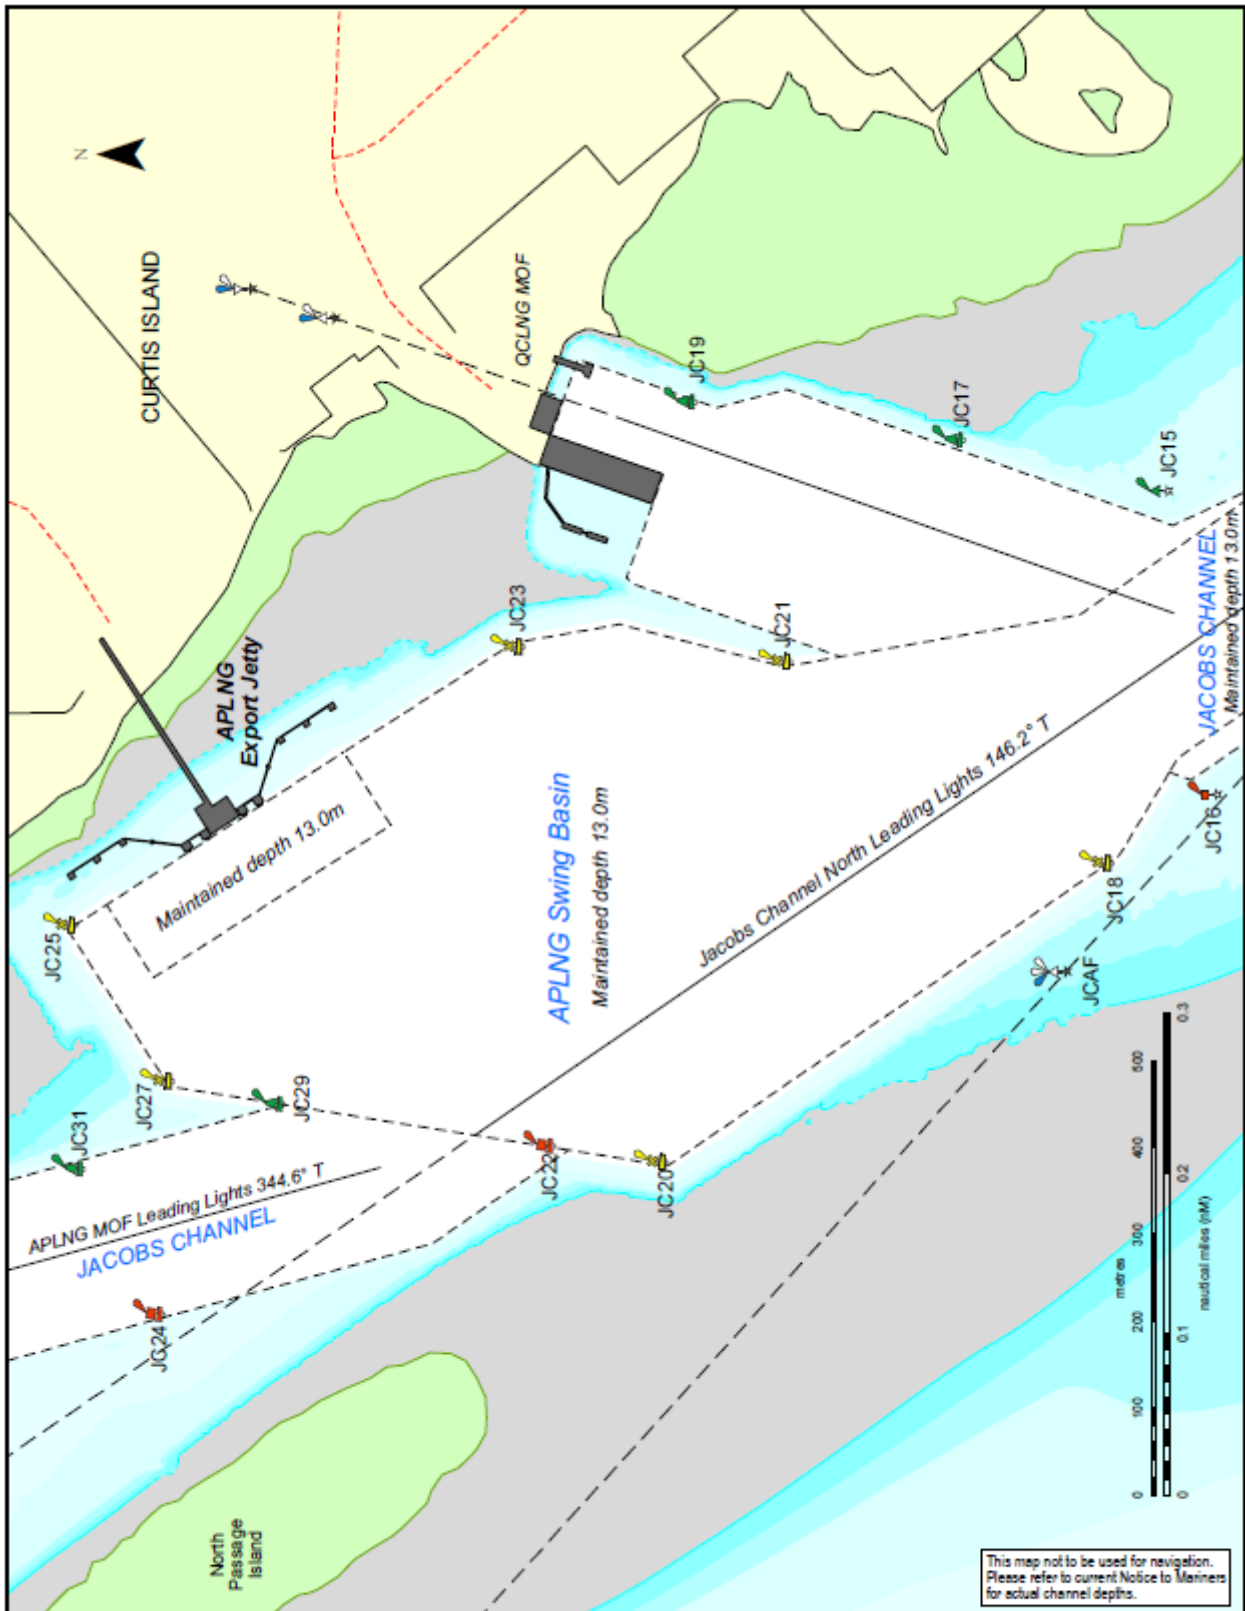 N
CURTIS ISLAND
QCLNG MOF
JC19
JC17
JC15
JC23
JC21
APLNG
Export Jetty
Maintained depth 13.0m
JC25
APLNG Swing Basin
Maintained depth 13.0m
Jacobs Channel North Leading Lights 146.2° T
JACOBS CHANNEL
Maintained depth 13.0m
JC16
JC18
JCAF
JC27
JC29
JC31
JC22
JC20
APLNG MOF Leading Lights 344.6° T
JACOBS CHANNEL
JC24
North
Passage
Island
metres
0 100 200 300 400 500
0 0.1 0.2 0.3
nautical miles (nM)
This map not to be used for navigation.
Please refer to current Notice to Mariners
for actual channel depths.